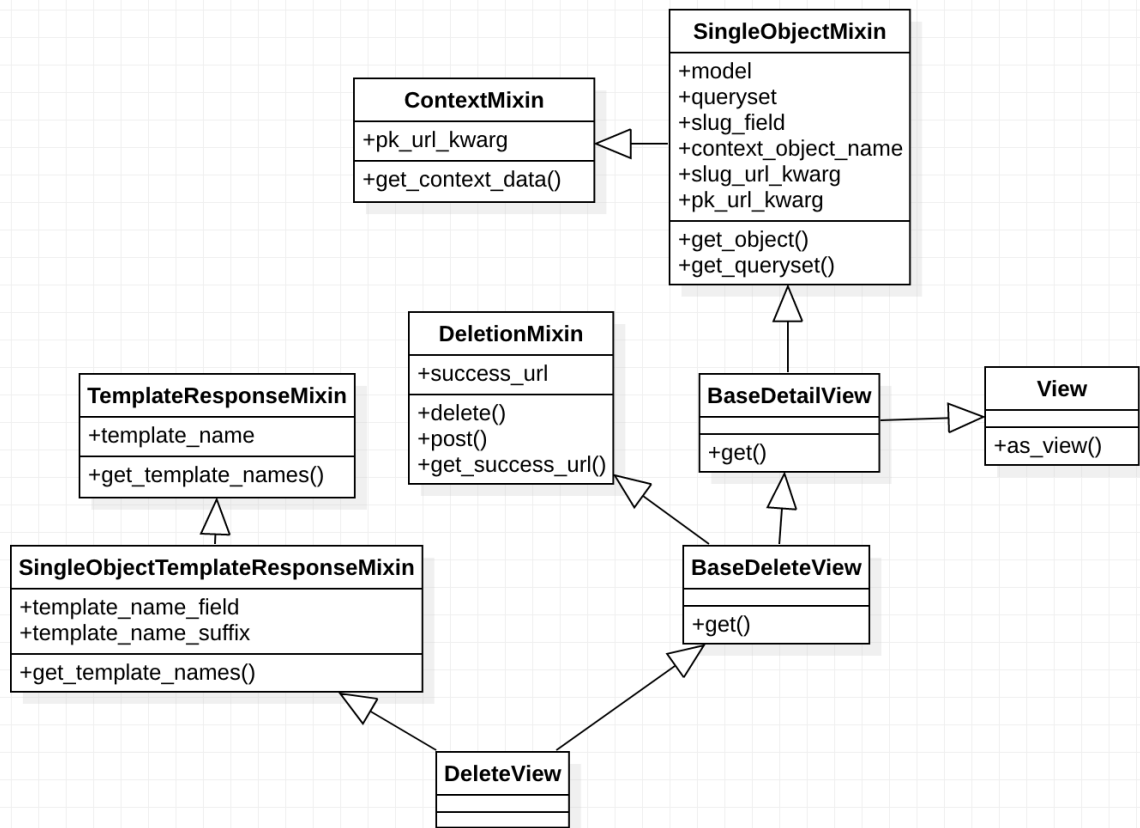 SingleObjectMixin
+model
+queryset
+slug_field
+context_object_name
+slug_url_kwarg
+pk_url_kwarg
+get_object()
+get_queryset()
ContextMixin
+pk_url_kwarg
+get_context_data()
DeletionMixin
+success_url
+delete()
+post()
+get_success_url()
TemplateResponseMixin
+template_name
+get_template_names()
BaseDetailView
+get()
View
+as_view()
SingleObjectTemplateResponseMixin
+template_name_field
+template_name_suffix
+get_template_names()
BaseDeleteView
+get()
DeleteView